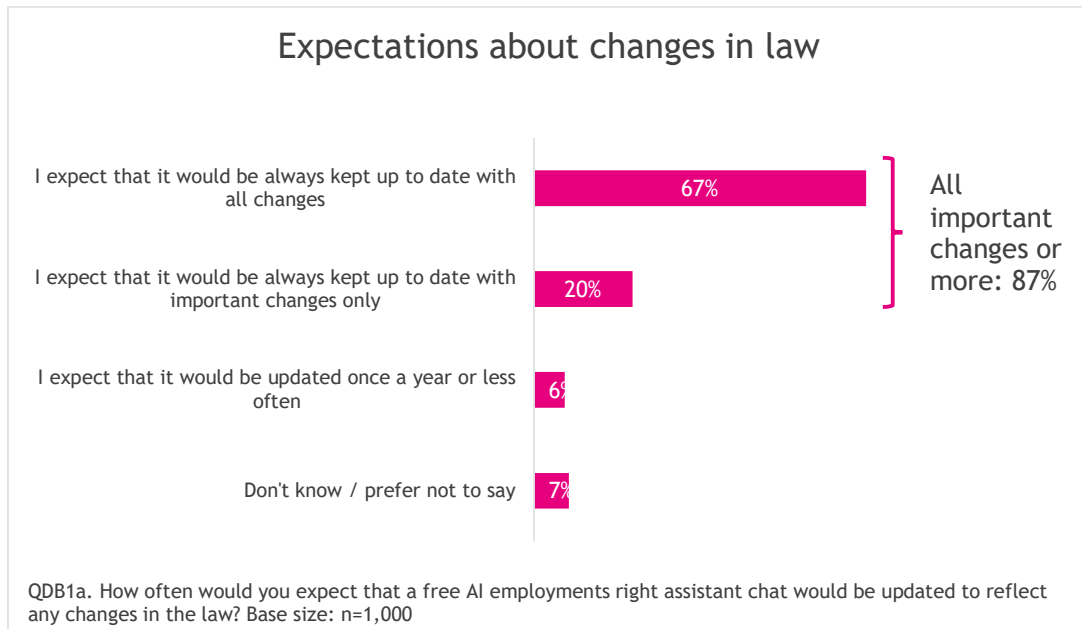 Expectations about changes in law
I expect that it would be always kept up to date with
all changes
67%
I expect that it would be always kept up to date with
important changes only
20%
All
important
changes or
more: 87%
I expect that it would be updated once a year or less
often
6%
Don't know / prefer not to say
7%
QDB1a. How often would you expect that a free AI employments right assistant chat would be updated to reflect
any changes in the law? Base size: n=1,000